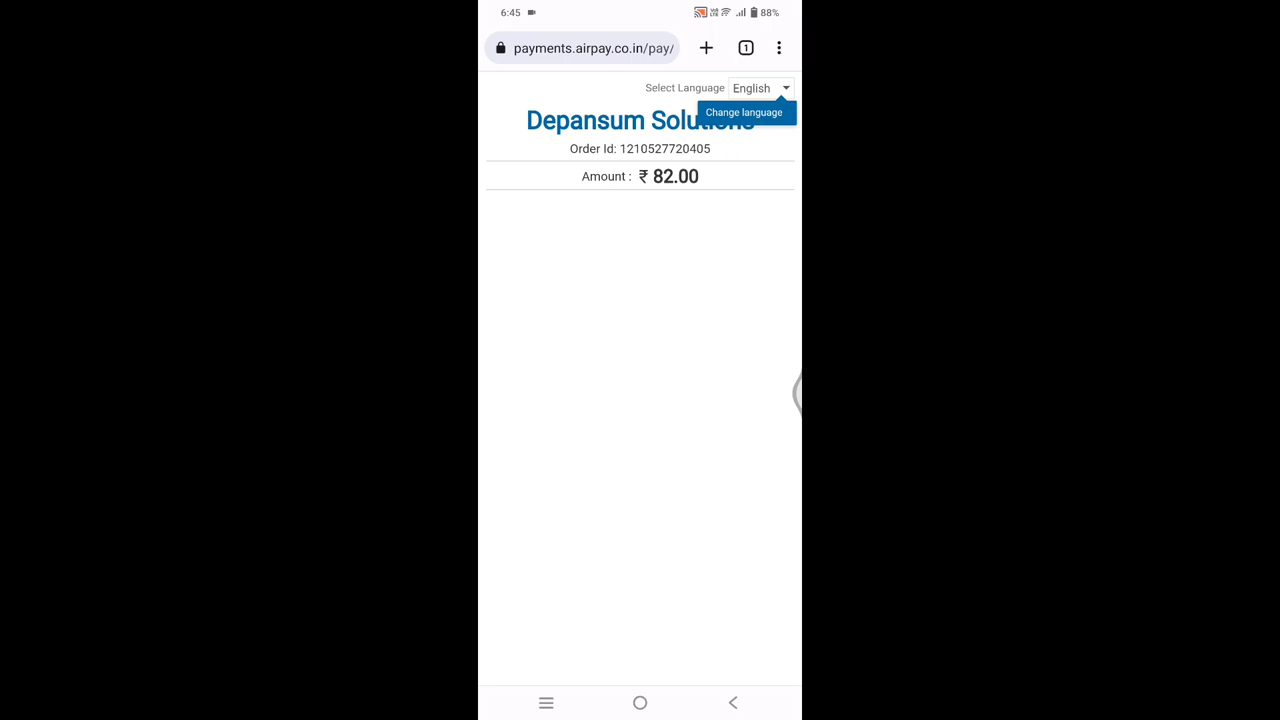 6:45 88%
payments.airpay.co.in/pay/ 1
Select Language English
Change language
Depansum Solutions
Order Id: 1210527720405
Amount : ₹ 82.00